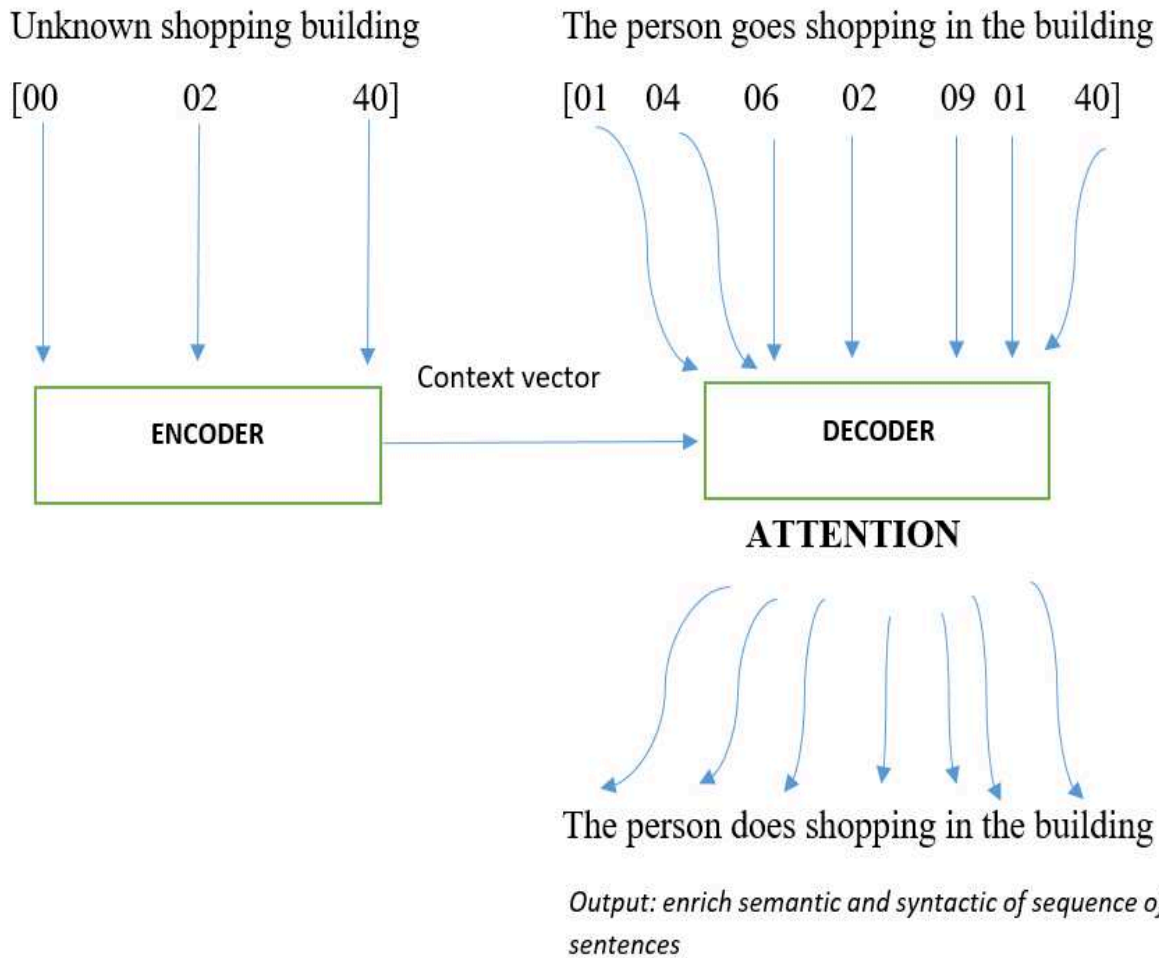 Unknown shopping building
The person goes shopping in the building
[00 02 40]
[01 04 06 02 09 01 40]
Context vector
ENCODER
DECODER
ATTENTION
The person does shopping in the building
Output: enrich semantic and syntactic of sequence of
sentences